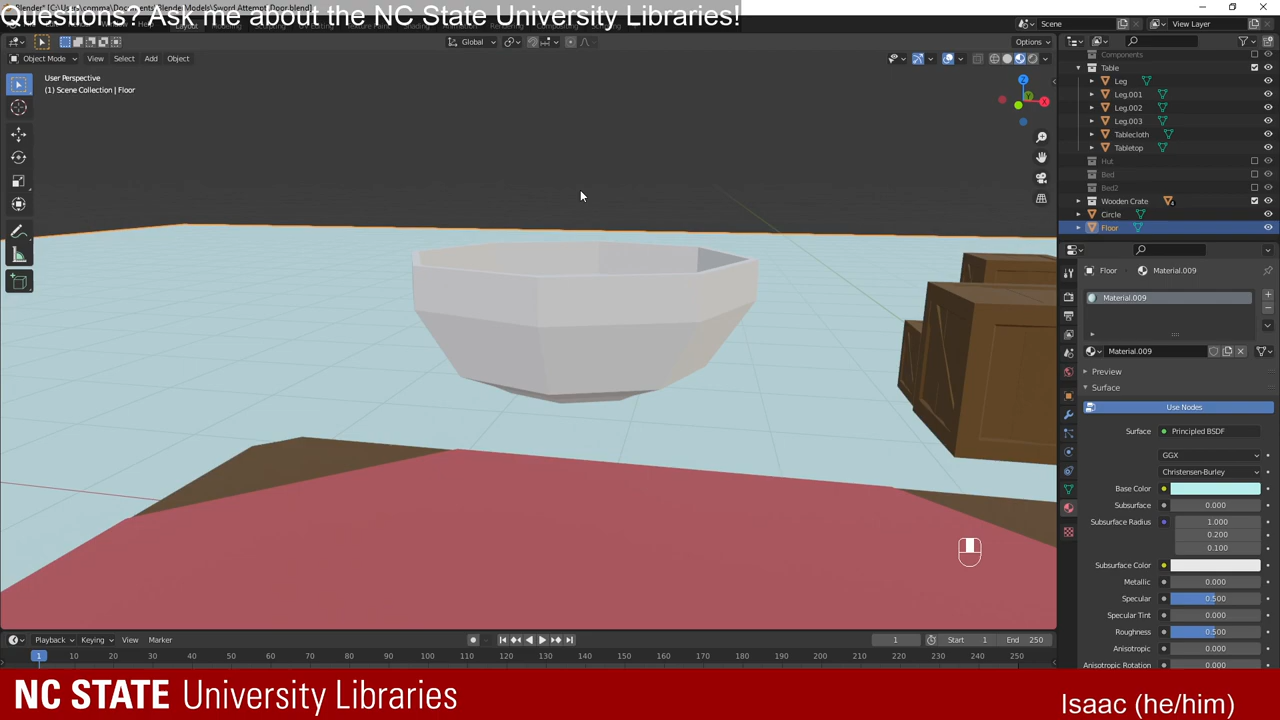 Questions? Ask me about the NC State University Libraries!
Scene
View Layer
Global
Options
Object Mode
View
Select
Add
Object
User Perspective
(1) Scene Collection | Floor
X
Components
Table
Leg
Leg.001
Leg.002
Leg.003
Tablecloth
Tabletop
Hut
Bed
Bed2
Wooden Crate
Circle
Floor
Floor
Material.009
Material.009
Material.009
Preview
Surface
Use Nodes
Surface
Principled BSDF
GGX
Christensen-Burley
Base Color
Subsurface
0.000
Subsurface Radius
1.000
0.200
0.100
Subsurface Color
Metallic
0.000
Specular
0.500
Specular Tint
0.000
Roughness
0.500
Anisotropic
0.000
Anisotropic Rotation
0.000
Playback
Keying
View
Marker
1
Start 1
End 250
1 10 20 30 40 50 60 70 80 90 100 110 120 130 140 150 160 170 180 190 200 210 220 230 240 250
NC STATE University Libraries
Isaac (he/him)